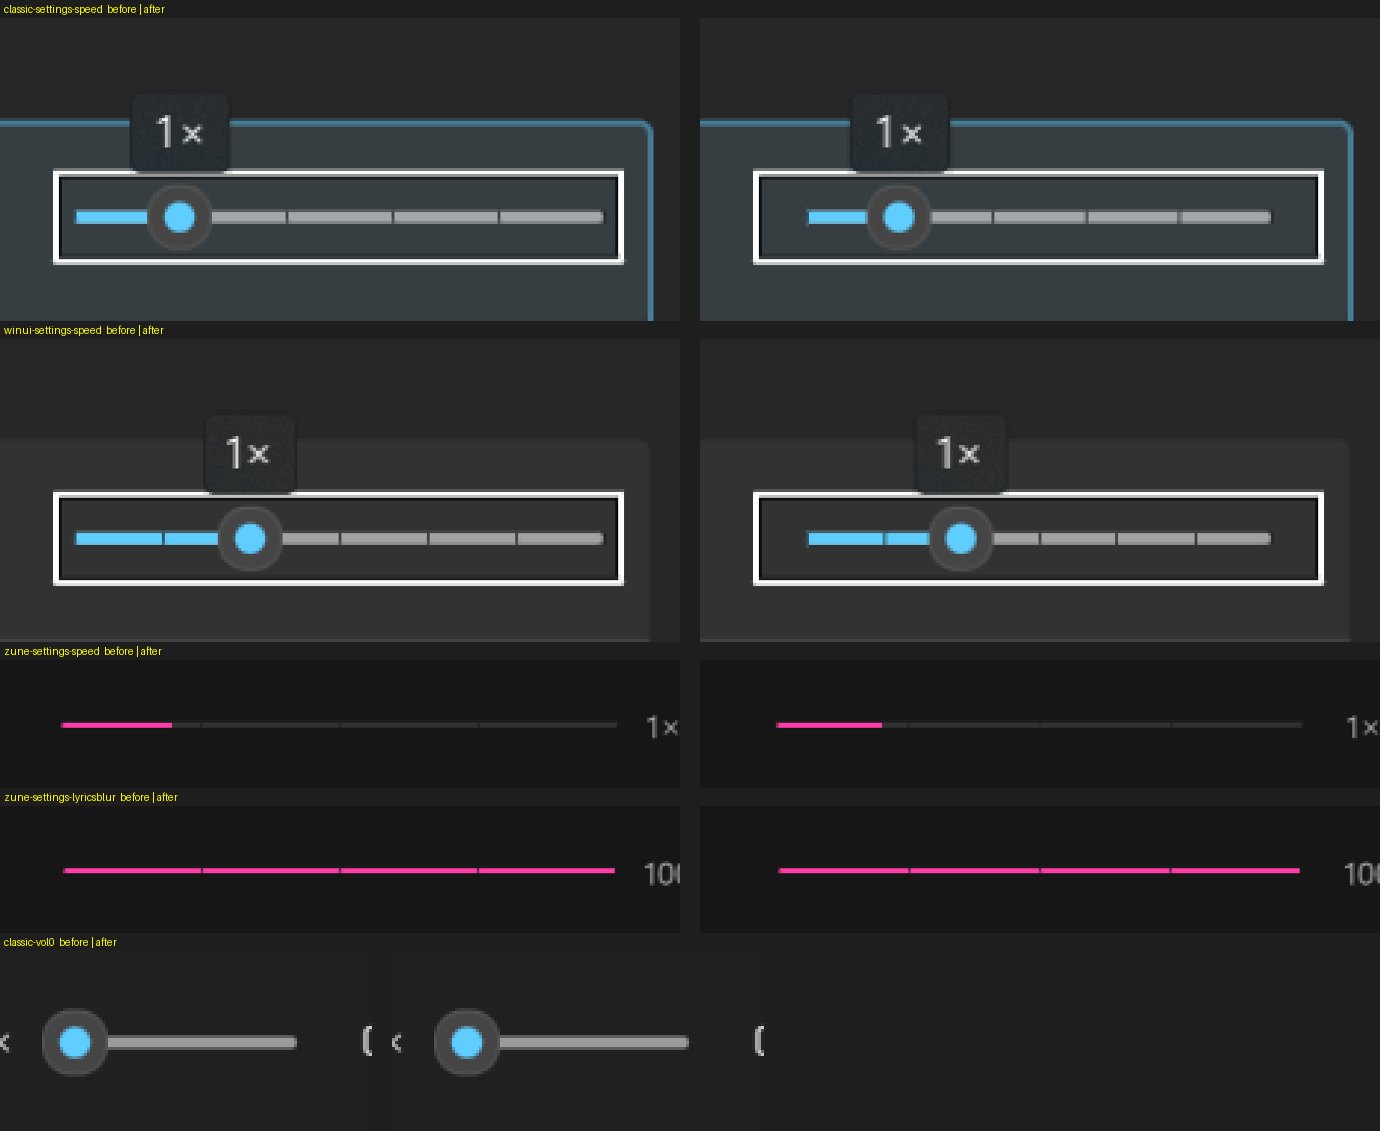 classic-settings-speed before | after
1× 1×
winui-settings-speed before | after
1× 1×
zune-settings-speed before | after
1× 1×
zune-settings-lyricsblur before | after
classic-vol0 before | after